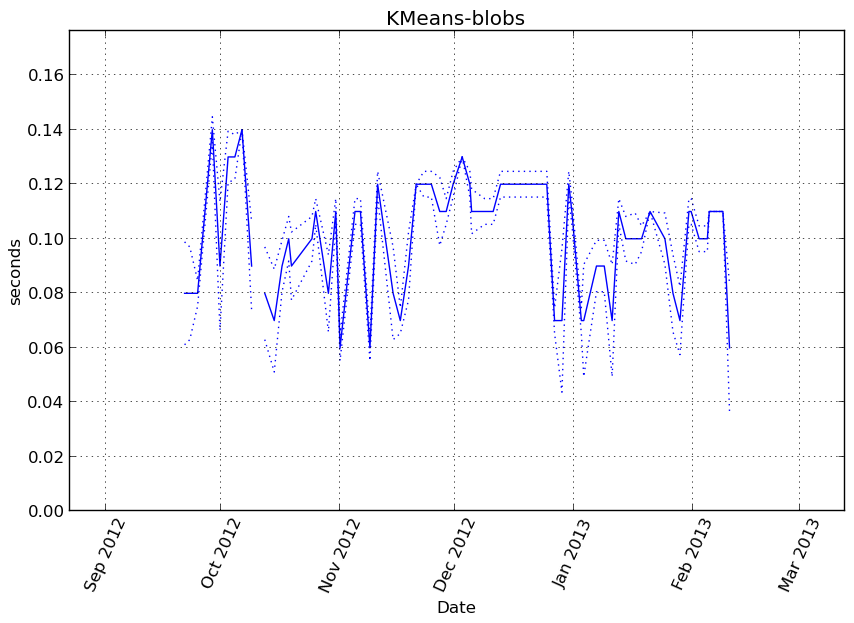 KMeans-blobs
0.16
0.14
0.12
0.10
0.08
0.06
0.04
0.02
0.00
seconds
Sep 2012
Oct 2012
Nov 2012
Dec 2012
Jan 2013
Feb 2013
Mar 2013
Date